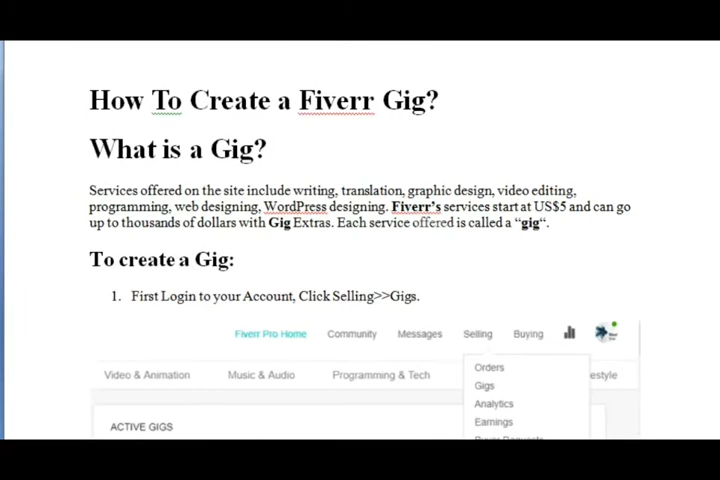 How To Create a Fiverr Gig?
What is a Gig?
Services offered on the site include writing, translation, graphic design, video editing,
programming, web designing, WordPress designing. Fiverr's services start at US$5 and can go
up to thousands of dollars with Gig Extras. Each service offered is called a “gig“.
To create a Gig:
1. First Login to your Account, Click Selling>>Gigs.
Fiverr Pro Home Community Messages Selling Buying
Video & Animation Music & Audio Programming & Tech estyle
Orders
Gigs
Analytics
Earnings
Buyer Requests
ACTIVE GIGS